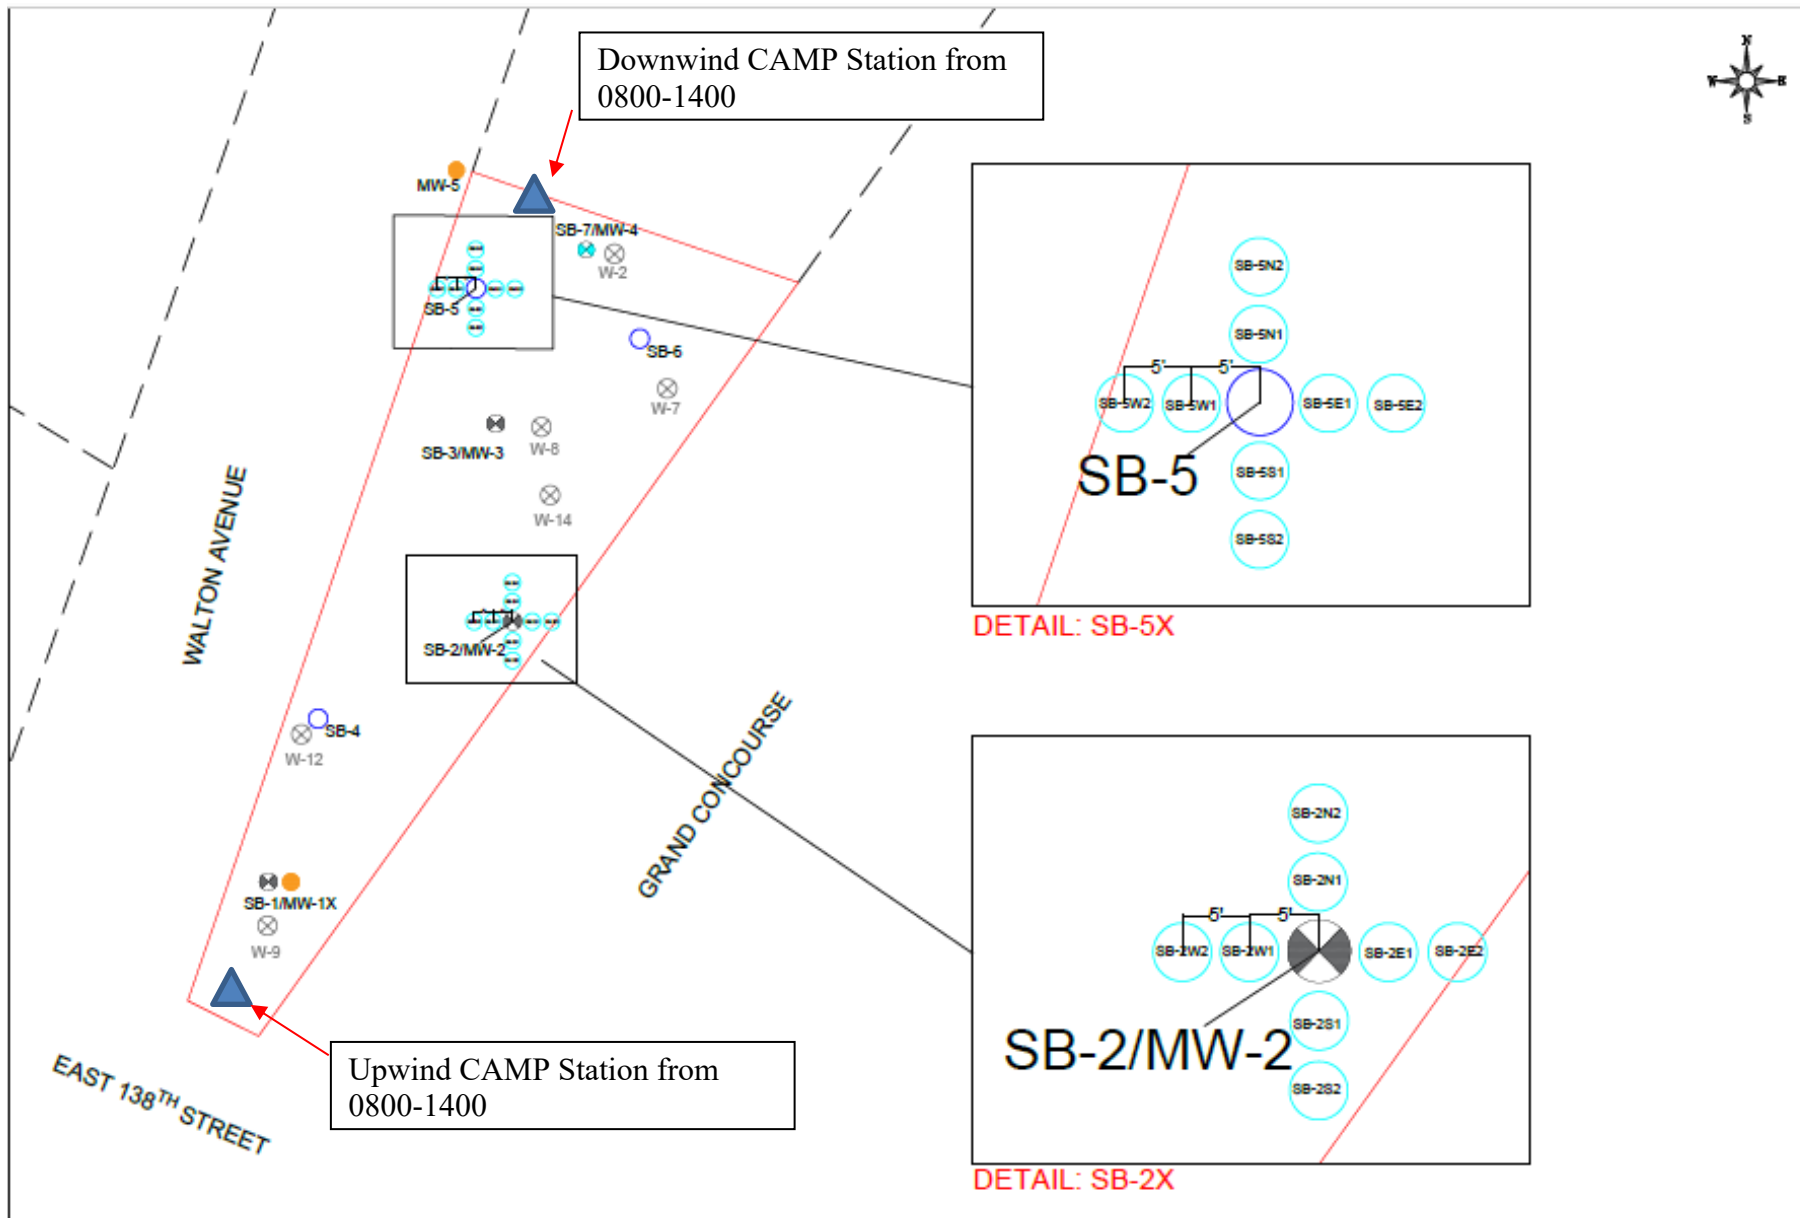 Downwind CAMP Station from
0800-1400
N
W
E
S
MW-5
SB-7/MW-4
W-2
SB-5
SB-6
W-7
SB-3/MW-3
W-8
W-14
WALTON AVENUE
SB-2/MW-2
SB-4
W-12
GRAND CONCOURSE
SB-1/MW-1X
W-9
EAST 138TH STREET
Upwind CAMP Station from
0800-1400
SB-5N2
SB-5N1
5' 5'
SB-5W2 SB-5W1 SB-5E1 SB-5E2
SB-5
SB-5S1
SB-5S2
DETAIL: SB-5X
SB-2N2
SB-2N1
5' 5'
SB-2W2 SB-2W1 SB-2E1 SB-2E2
SB-2S1
SB-2/MW-2
SB-2S2
DETAIL: SB-2X